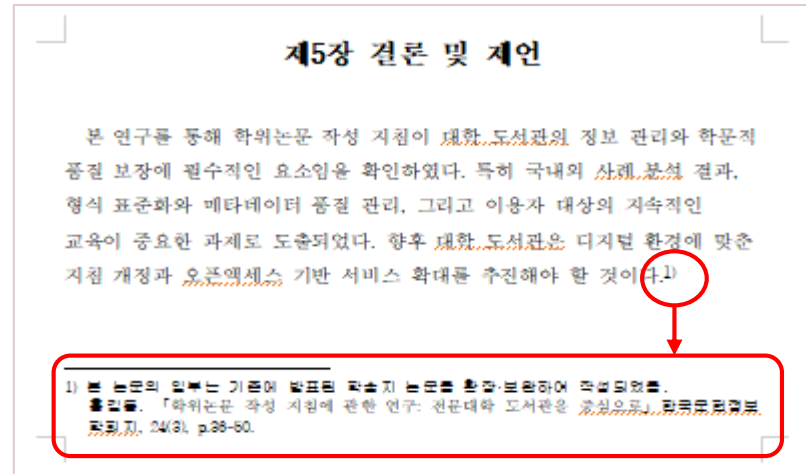 제5장 결론 및 제언
본 연구를 통해 학위논문 작성 지침이 대학 도서관의 정보 관리와 학문적
품질 보장에 필수적인 요소임을 확인하였다. 특히 국내외 사례 분석 결과,
형식 표준화와 메타데이터 품질 관리, 그리고 이용자 대상의 지속적인
교육이 중요한 과제로 도출되었다. 향후 대학 도서관은 디지털 환경에 맞춘
지침 개정과 오픈액세스 기반 서비스 확대를 추진해야 할 것이다.1)
1) 본 논문의 일부는 기존에 발표된 학술지 논문을 확장·보완하여 작성되었음.
홍길동. 「학위논문 작성 지침에 관한 연구: 전문대학 도서관을 중심으로」 한국문헌정보
학회지, 24(3), p.36-60.